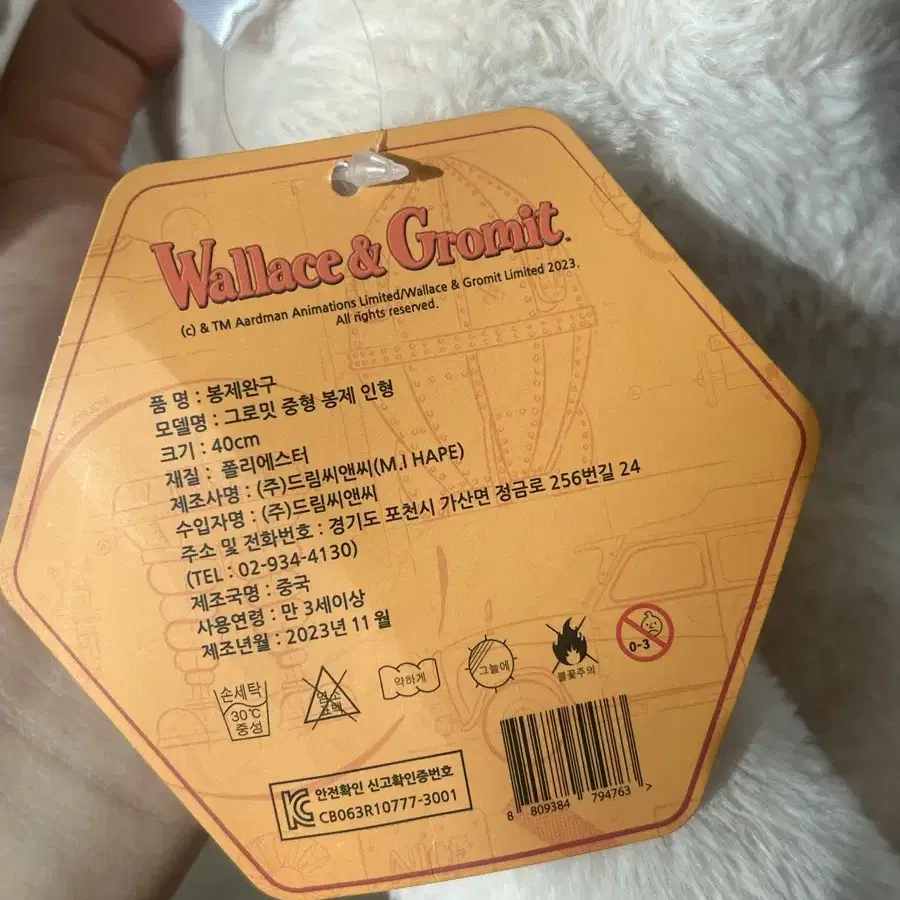 Wallace & Gromit™
(c) & TM Aardman Animations Limited/Wallace & Gromit Limited 2023.
All rights reserved.
품 명 : 봉제완구
모델명 : 그로밋 중형 봉제 인형
크기 : 40cm
재질 : 폴리에스터
제조사명 : (주)드림씨앤씨(M.I HAPE)
수입자명 : (주)드림씨앤씨
주소 및 전화번호 : 경기도 포천시 가산면 정금로 256번길 24
(TEL : 02-934-4130)
제조국명 : 중국
사용연령 : 만 3세이상
제조년월 : 2023년 11월
손세탁
30℃
중성
염소
표백
약하게
그늘에
불꽃주의
0-3
안전확인 신고확인증번호
CB063R10777-3001
8 809384 794763 >